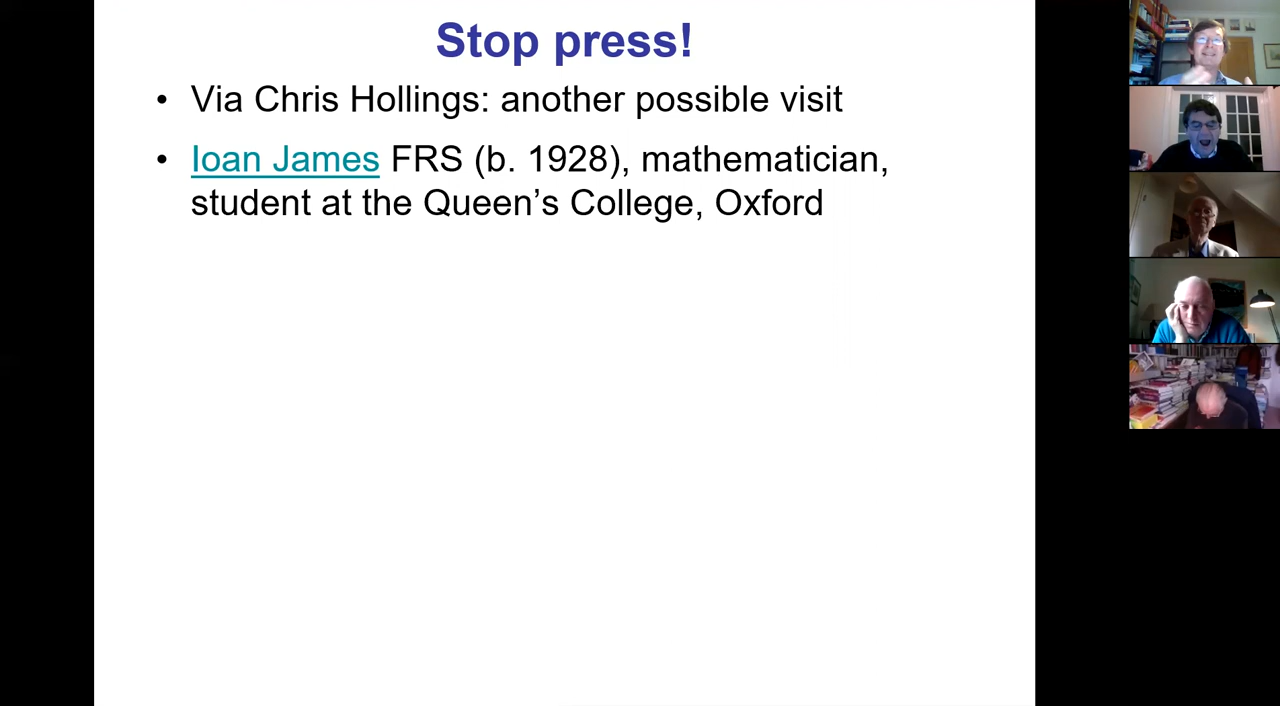 Stop press!
• Via Chris Hollings: another possible visit
• Ioan James FRS (b. 1928), mathematician,
student at the Queen’s College, Oxford